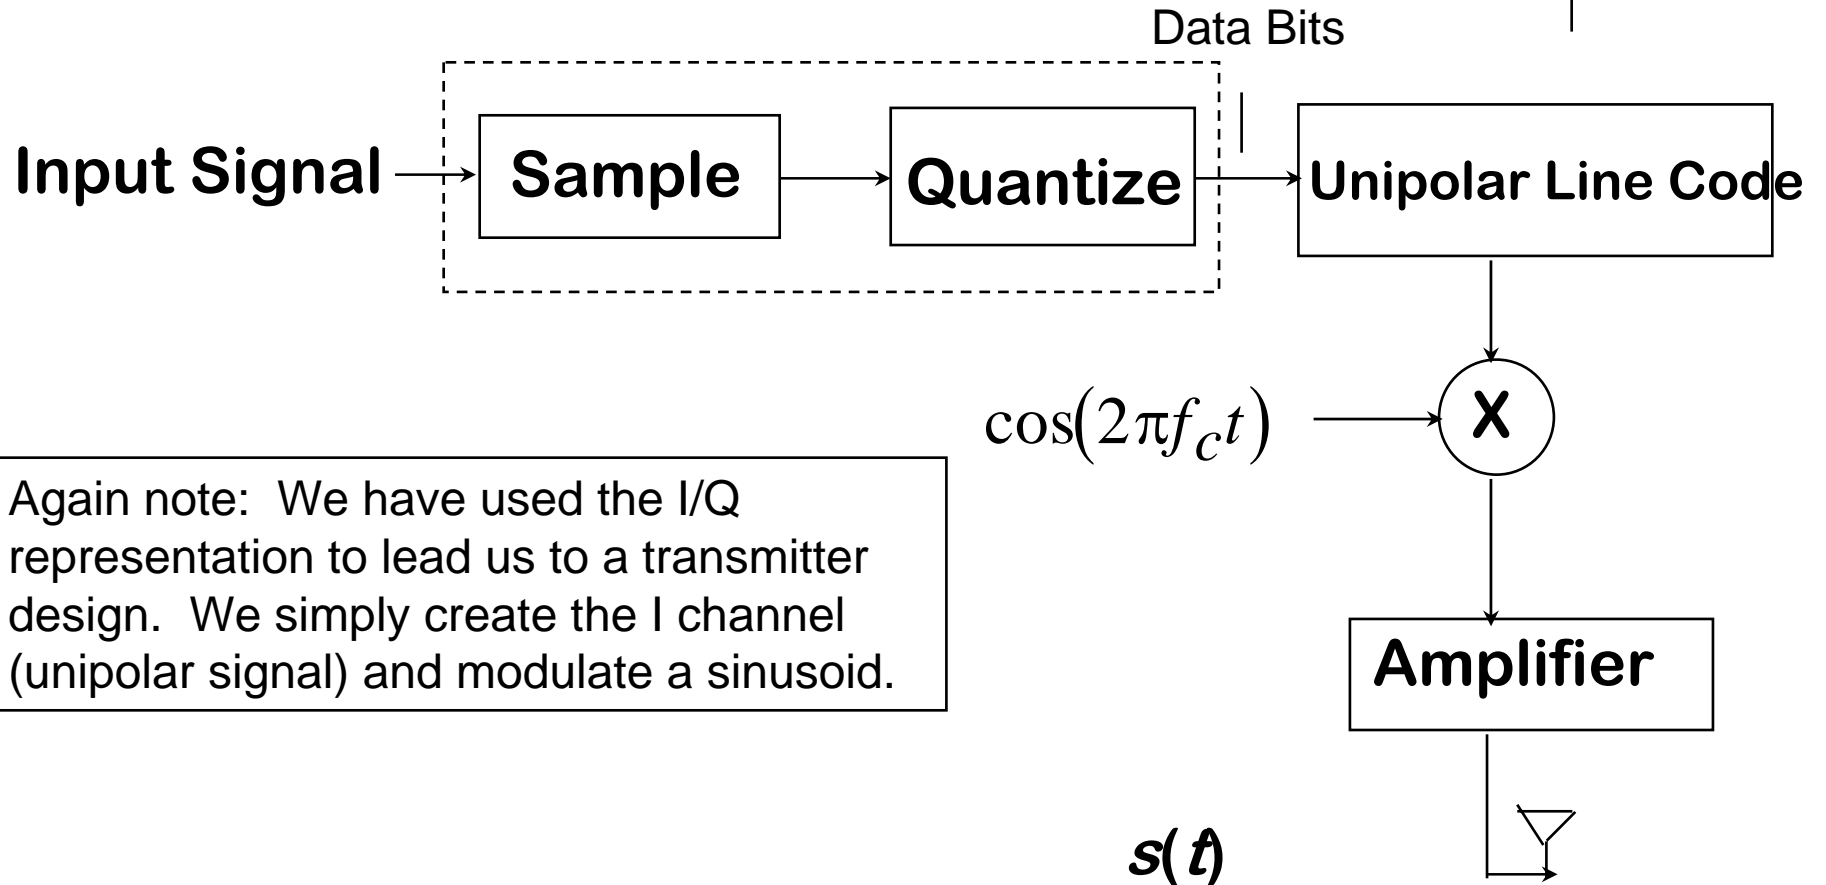 Data Bits
Input Signal
Sample
Quantize
Unipolar Line Code
cos(2πf_c t)
X
Again note:  We have used the I/Q
representation to lead us to a transmitter
design.  We simply create the I channel
(unipolar signal) and modulate a sinusoid.
Amplifier
s(t)